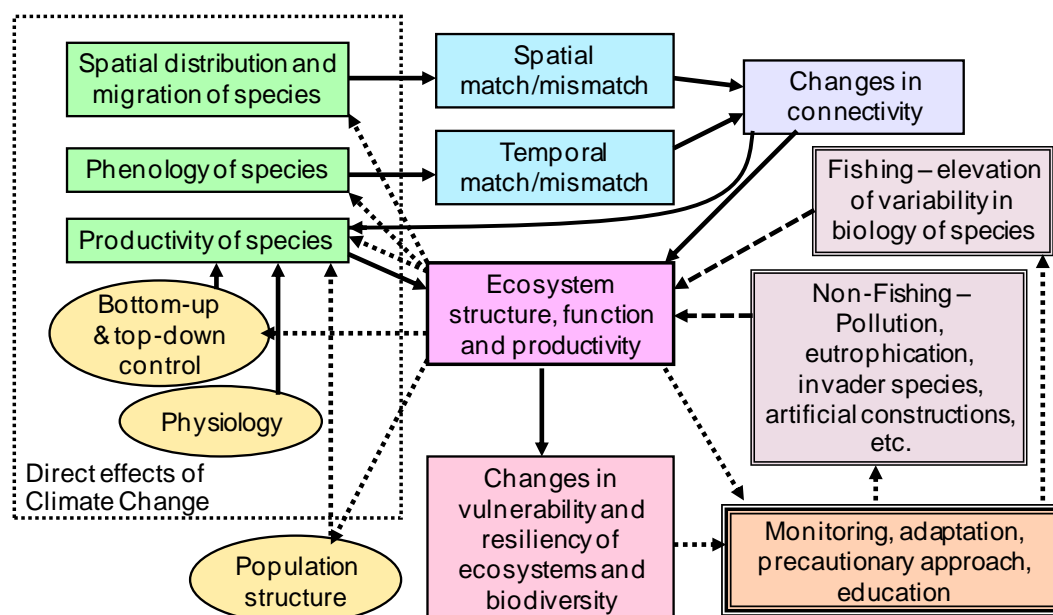 Spatial distribution and
migration of species
Spatial
match/mismatch
Changes in
connectivity
Phenology of species
Temporal
match/mismatch
Fishing – elevation
of variability in
biology of species
Productivity of species
Ecosystem
structure, function
and productivity
Non-Fishing –
Pollution,
eutrophication,
invader species,
artificial constructions,
etc.
Bottom-up
& top-down
control
Physiology
Direct effects of
Climate Change
Changes in
vulnerability and
resiliency of
ecosystems and
biodiversity
Monitoring, adaptation,
precautionary approach,
education
Population
structure